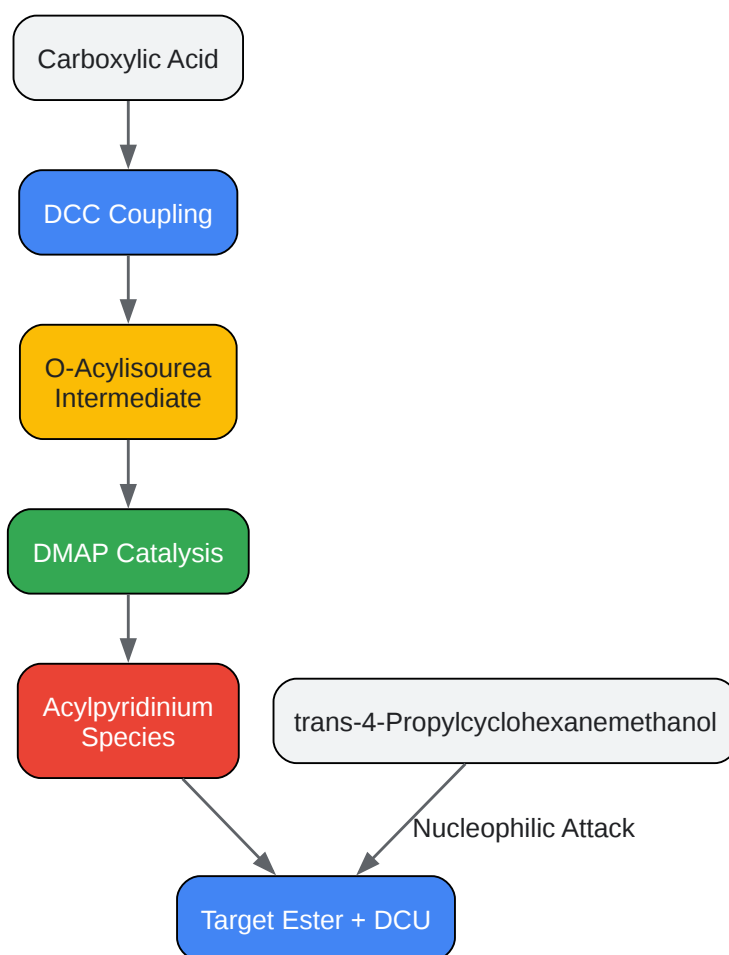 Carboxylic Acid
DCC Coupling
O-Acylisourea
Intermediate
DMAP Catalysis
Acylpyridinium
Species
trans-4-Propylcyclohexanemethanol
Nucleophilic Attack
Target Ester + DCU